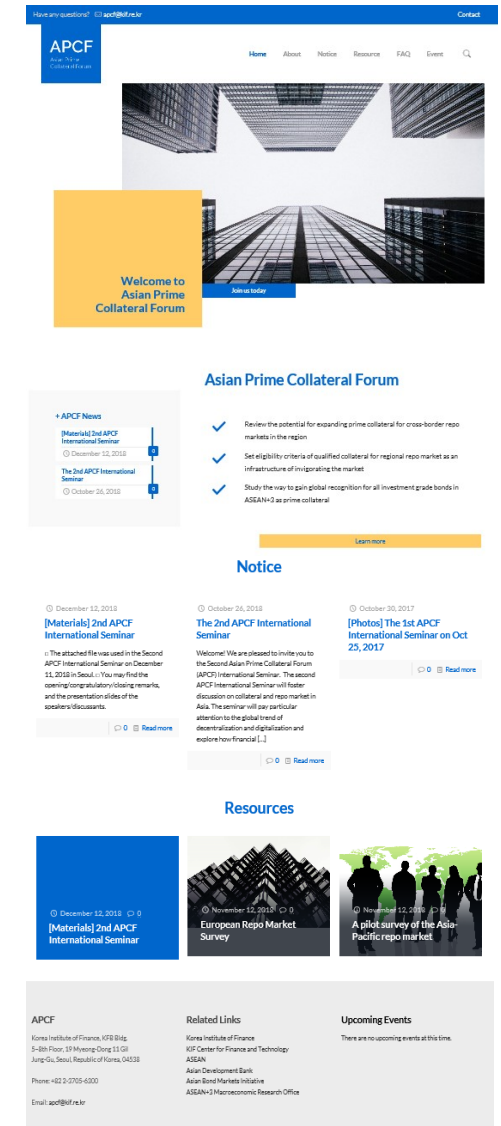 Have any questions? apcf@kif.re.kr
Contact
APCF
Asian Prime
Collateral Forum
Home About Notice Resource FAQ Event
Welcome to
Asian Prime
Collateral Forum
Join us today
Asian Prime Collateral Forum
+ APCF News
[Materials] 2nd APCF
International Seminar
December 12, 2018
0
The 2nd APCF International
Seminar
October 26, 2018
0
Review the potential for expanding prime collateral for cross-border repo
markets in the region
Set eligibility criteria of qualified collateral for regional repo market as an
infrastructure of invigorating the market
Study the way to gain global recognition for all investment grade bonds in
ASEAN+3 as prime collateral
Learn more
Notice
December 12, 2018
[Materials] 2nd APCF
International Seminar
The attached file was used in the Second
APCF International Seminar on December
11, 2018 in Seoul. You may find the
opening/congratulatory/closing remarks,
and the presentation slides of the
speakers/discussants.
0 Read more
October 26, 2018
The 2nd APCF International
Seminar
Welcome! We are pleased to invite you to
the Second Asian Prime Collateral Forum
(APCF) International Seminar. The second
APCF International Seminar will foster
discussion on collateral and repo market in
Asia. The seminar will pay particular
attention to the global trend of
decentralization and digitalization and
explore how financial [...]
0 Read more
October 30, 2017
[Photos] The 1st APCF
International Seminar on Oct
25, 2017
0 Read more
Resources
December 12, 2018 0
[Materials] 2nd APCF
International Seminar
November 12, 2018 0
European Repo Market
Survey
November 12, 2018 0
A pilot survey of the Asia-
Pacific repo market
APCF
Korea Institute of Finance, KFB Bldg.
5-8th Floor, 19 Myeong-Dong 11 Gil
Jung-Gu, Seoul, Republic of Korea, 04538
Phone: +82 2-3705-6300
Email: apcf@kif.re.kr
Related Links
Korea Institute of Finance
KIF Center for Finance and Technology
ASEAN
Asian Development Bank
Asian Bond Markets Initiative
ASEAN+3 Macroeconomic Research Office
Upcoming Events
There are no upcoming events at this time.